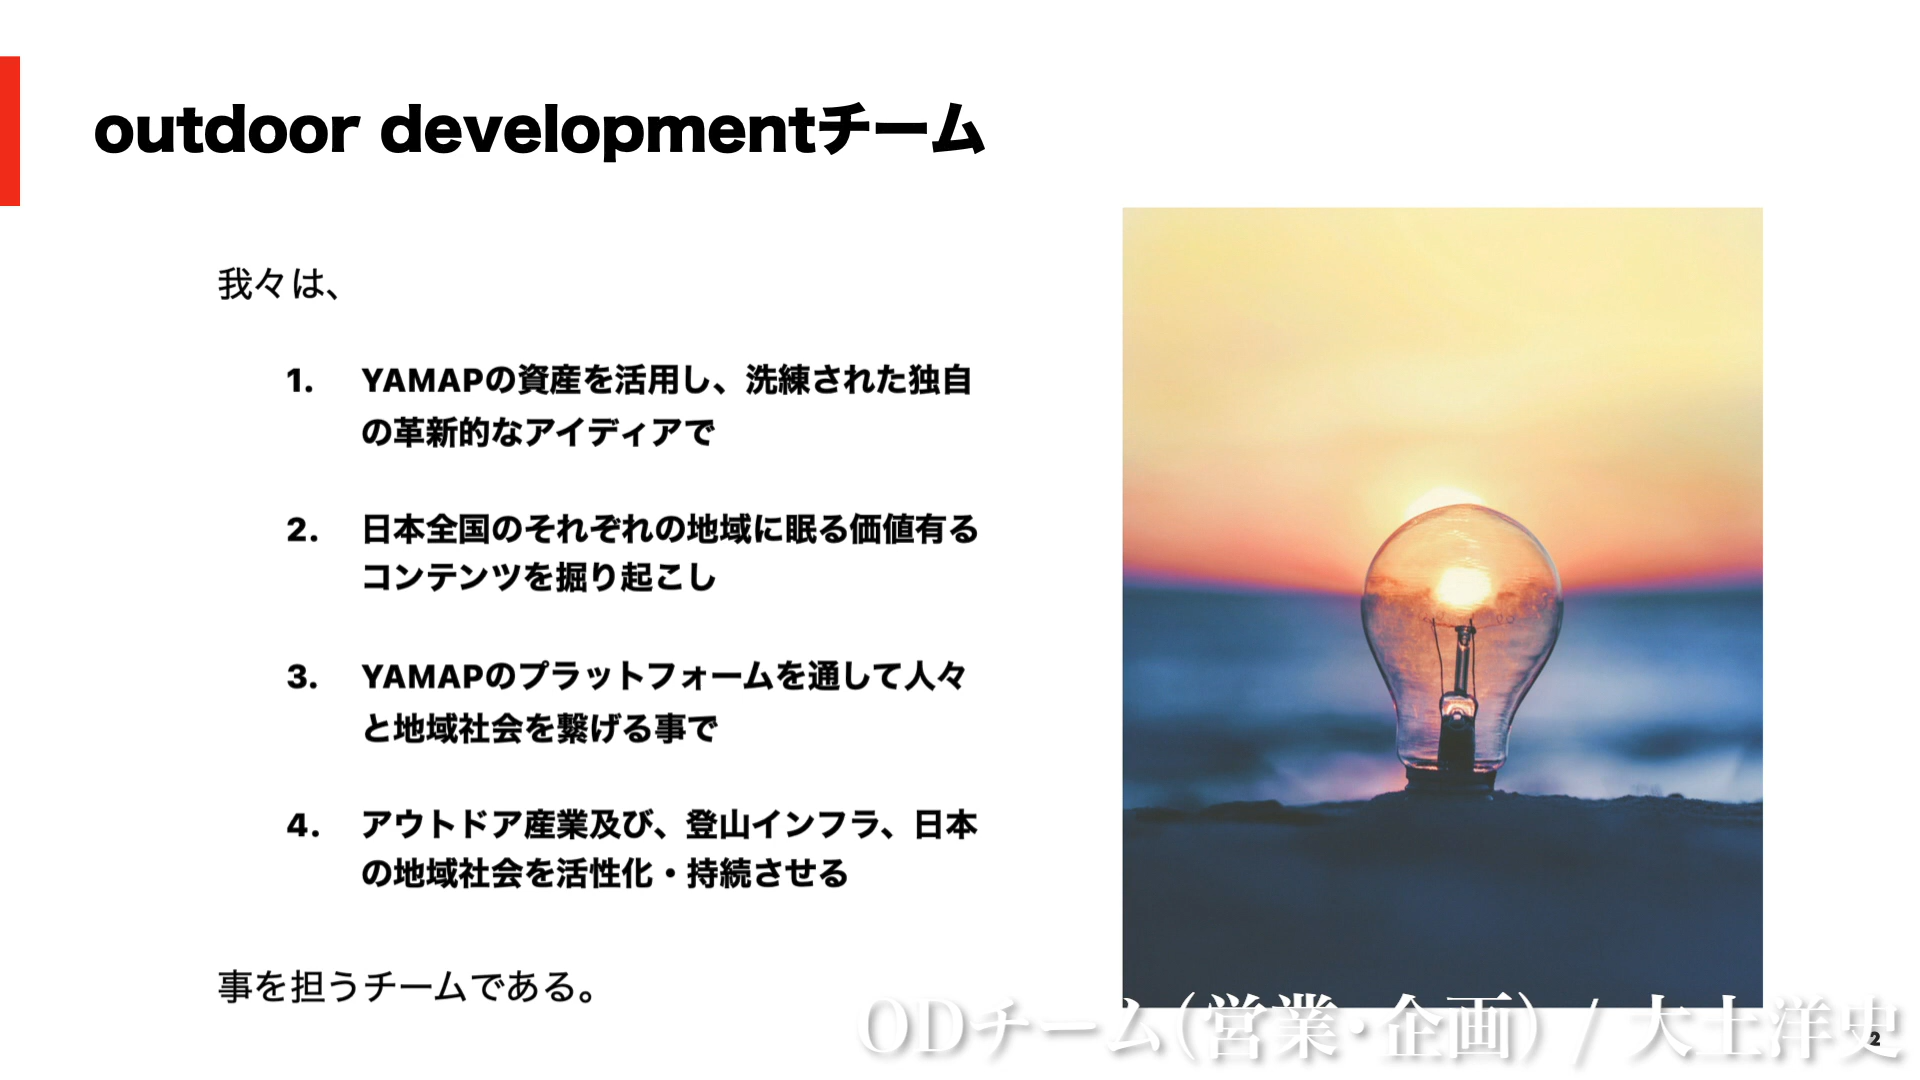 outdoor developmentチーム
我々は、
1. YAMAPの資産を活用し、洗練された独自
の革新的なアイディアで
2. 日本全国のそれぞれの地域に眠る価値有る
コンテンツを掘り起こし
3. YAMAPのプラットフォームを通して人々
と地域社会を繋げる事で
4. アウトドア産業及び、登山インフラ、日本
の地域社会を活性化・持続させる
事を担うチームである。
ODチーム（営業・企画） / 大土洋史
2